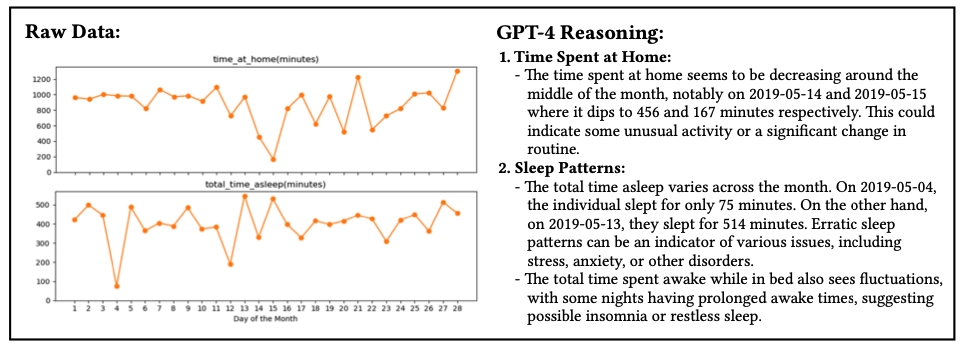 Raw Data:
time_at_home(minutes)
1200
1000
800
600
400
200
0
total_time_asleep(minutes)
500
400
300
200
100
0
1 2 3 4 5 6 7 8 9 10 11 12 13 14 15 16 17 18 19 20 21 22 23 24 25 26 27 28
Day of the Month
GPT-4 Reasoning:
1. Time Spent at Home:
- The time spent at home seems to be decreasing around the
middle of the month, notably on 2019-05-14 and 2019-05-15
where it dips to 456 and 167 minutes respectively. This could
indicate some unusual activity or a significant change in
routine.
2. Sleep Patterns:
- The total time asleep varies across the month. On 2019-05-04,
the individual slept for only 75 minutes. On the other hand,
on 2019-05-13, they slept for 514 minutes. Erratic sleep
patterns can be an indicator of various issues, including
stress, anxiety, or other disorders.
- The total time spent awake while in bed also sees fluctuations,
with some nights having prolonged awake times, suggesting
possible insomnia or restless sleep.